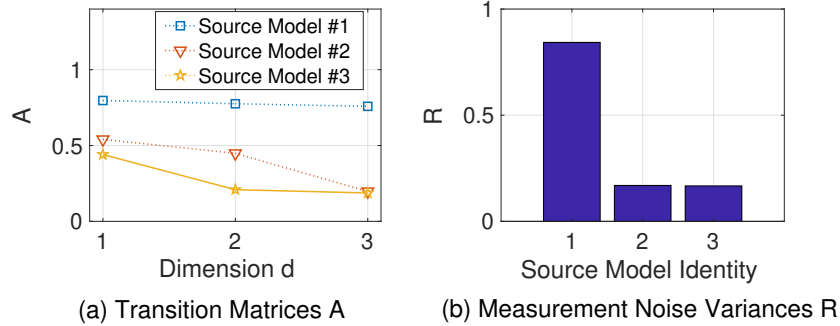 Source Model #1
Source Model #2
Source Model #3
1
0.5
0
A
1 2 3
Dimension d
(a) Transition Matrices A
1
0.5
0
R
1 2 3
Source Model Identity
(b) Measurement Noise Variances R